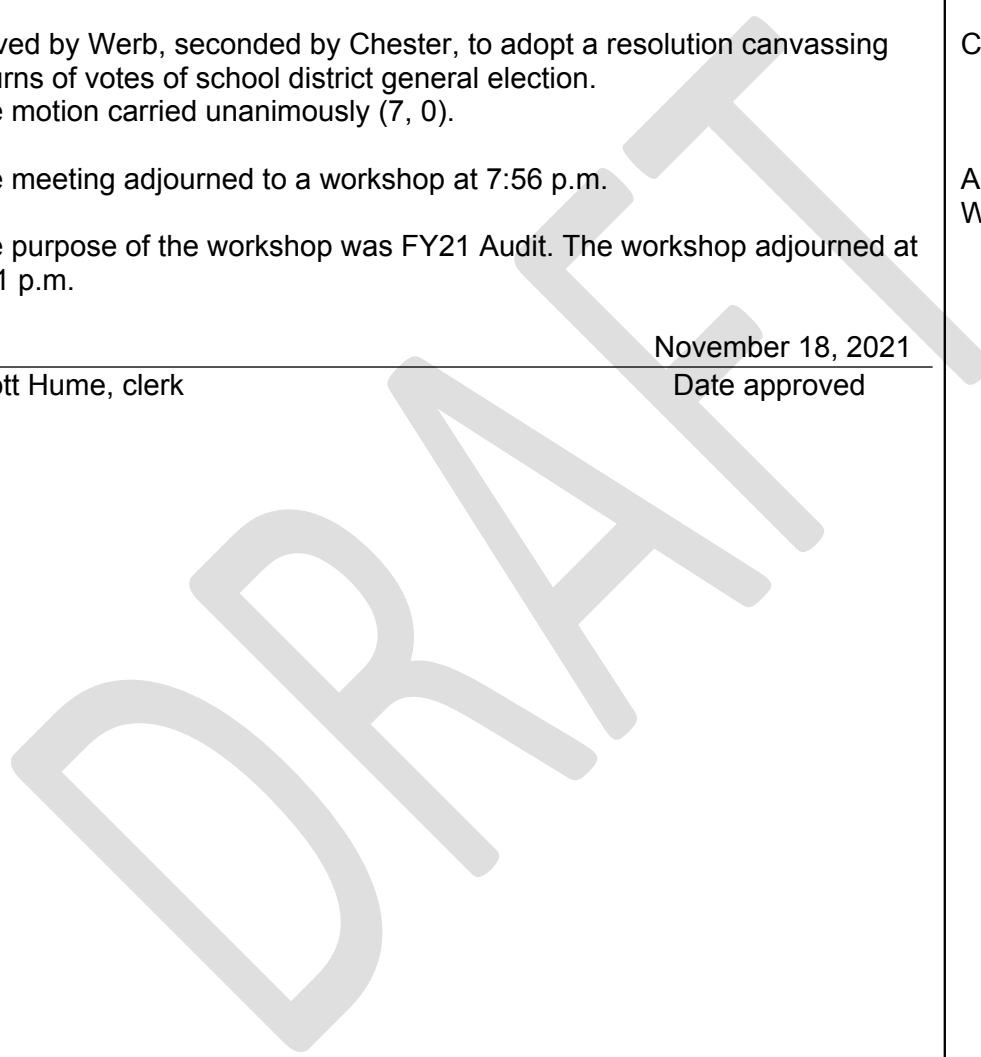 ved by Werb, seconded by Chester, to adopt a resolution canvassing
urns of votes of school district general election.
e motion carried unanimously (7, 0).
e meeting adjourned to a workshop at 7:56 p.m.
e purpose of the workshop was FY21 Audit. The workshop adjourned at
1 p.m.
November 18, 2021
ott Hume, clerk Date approved
C
A
W
DRAFT